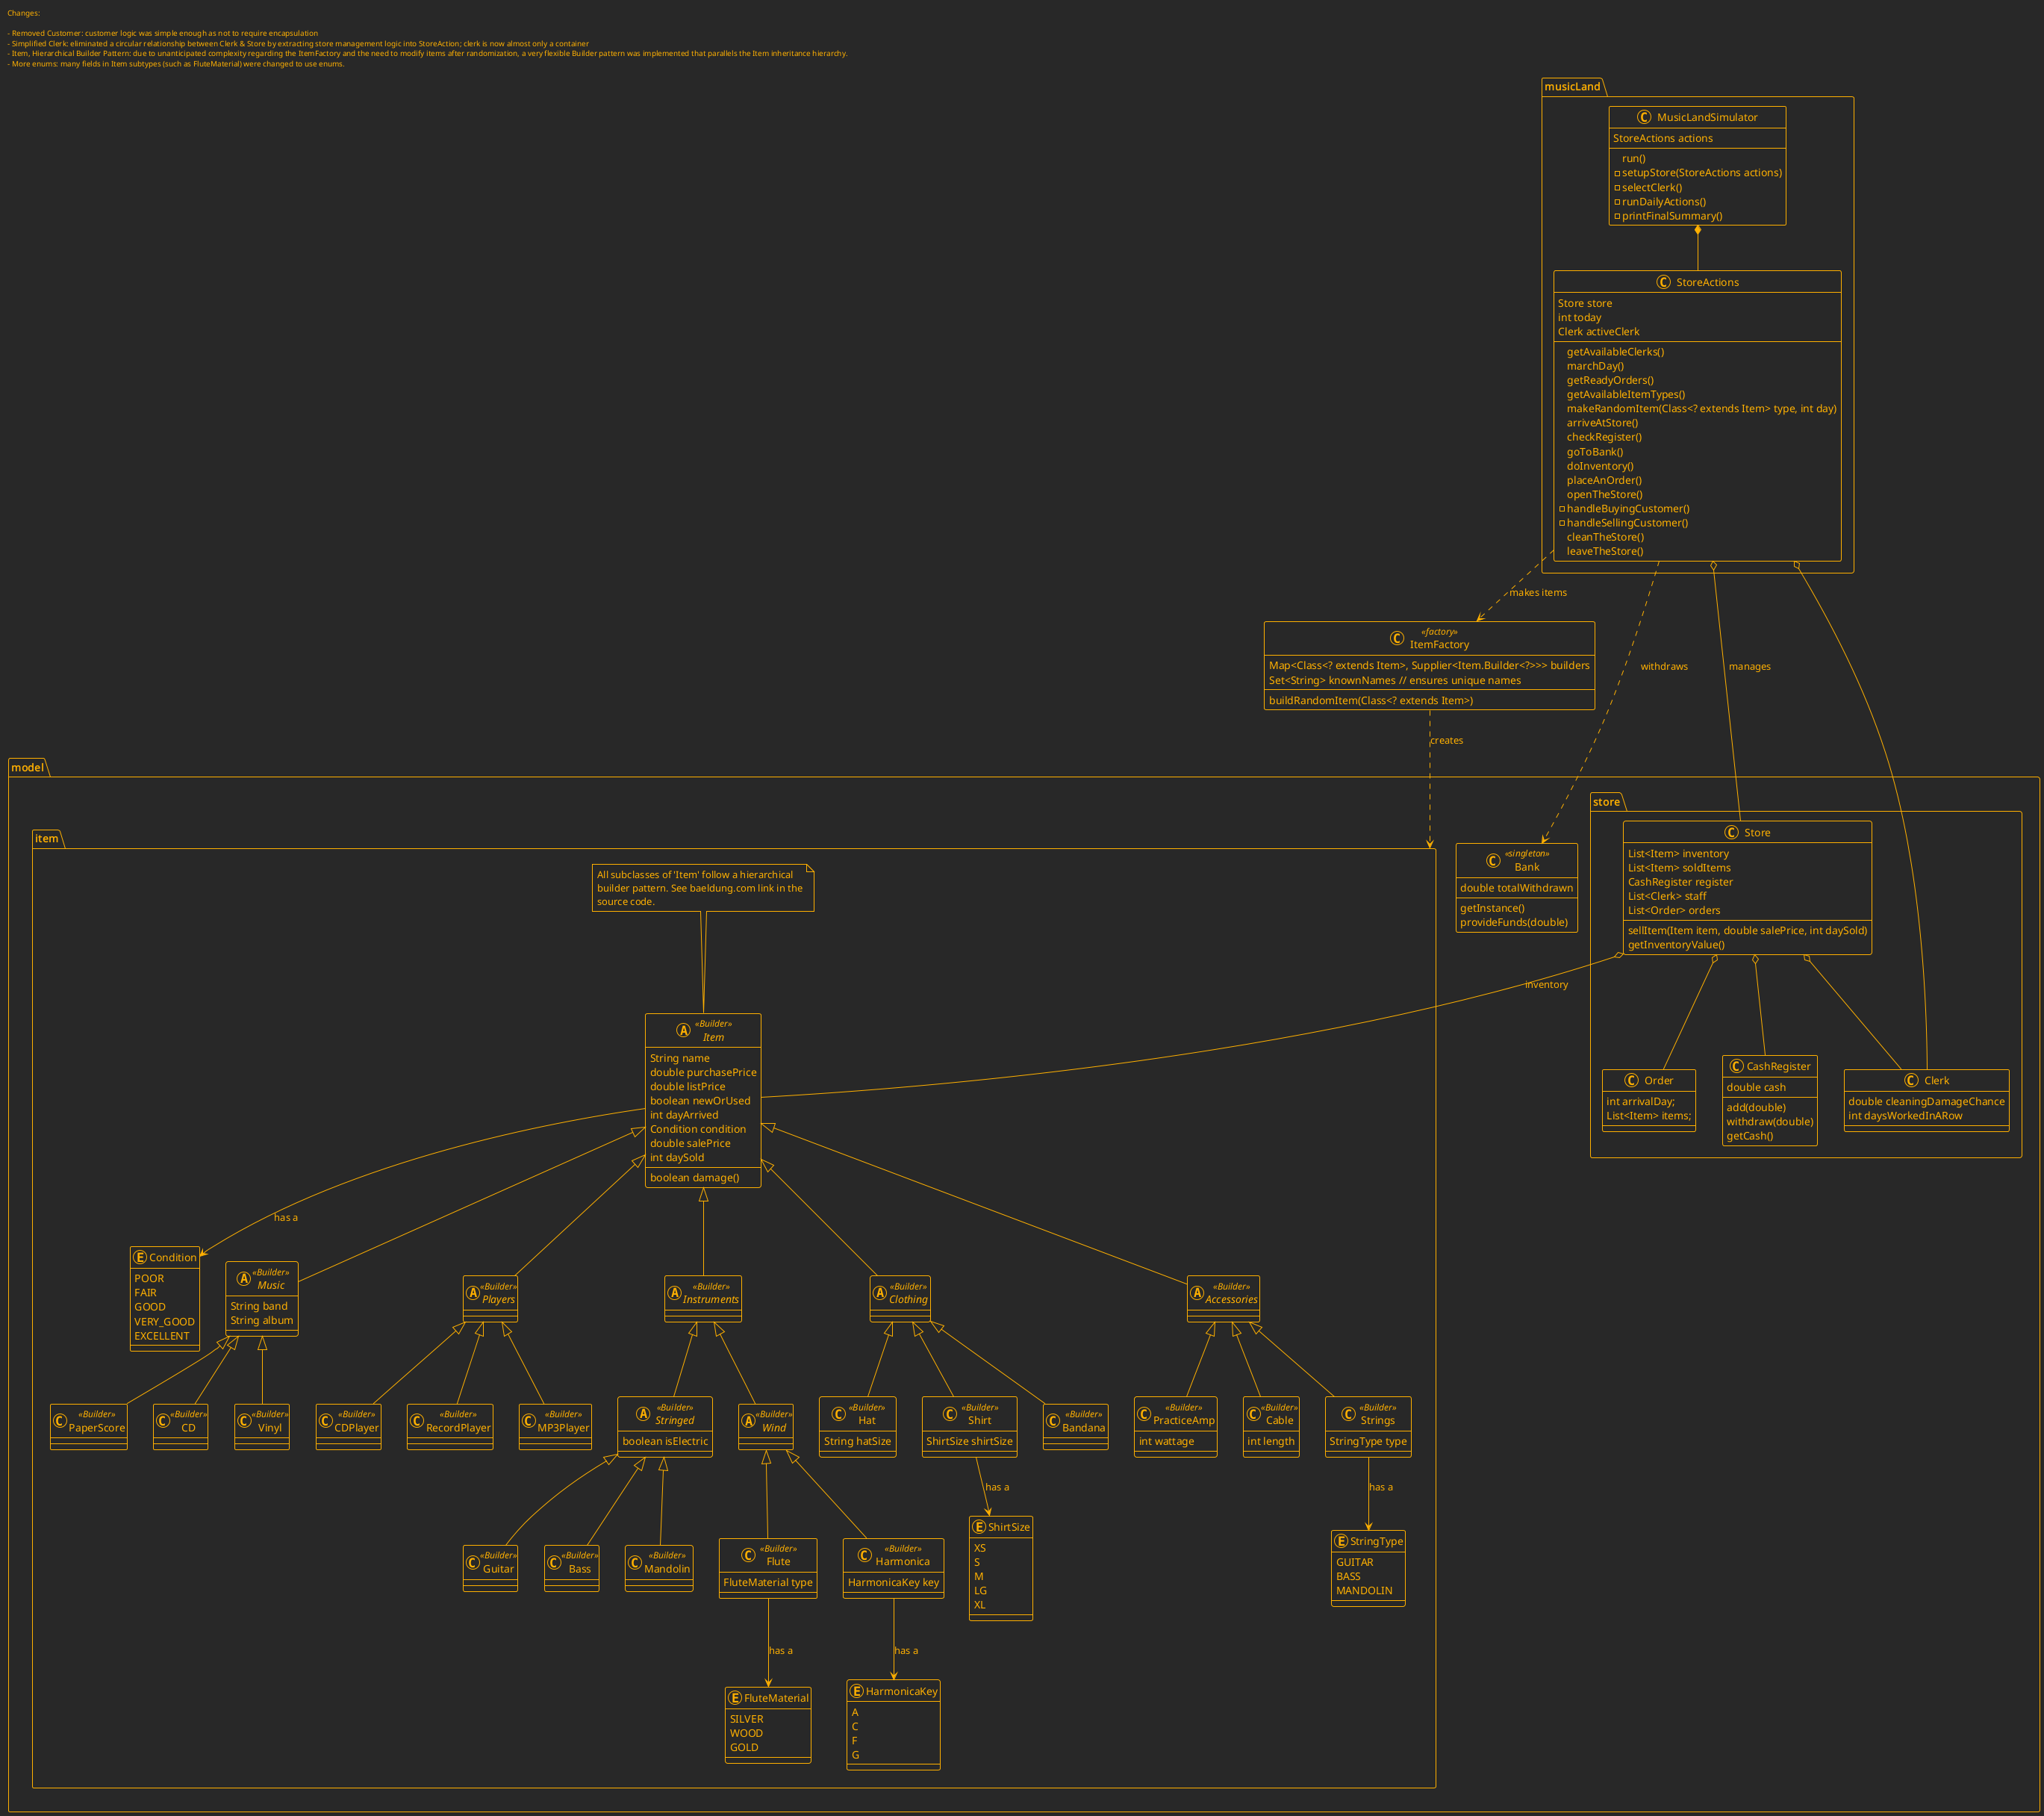 Changes:
- Removed Customer: customer logic was simple enough as not to require encapsulation
- Simplified Clerk: eliminated a circular relationship between Clerk & Store by extracting store management logic into StoreAction; clerk is now almost only a container
- Item, Hierarchical Builder Pattern: due to unanticipated complexity regarding the ItemFactory and the need to modify items after randomization, a very flexible Builder pattern was implemented that parallels the Item inheritance hierarchy.
- More enums: many fields in Item subtypes (such as FluteMaterial) were changed to use enums.
musicLand
C MusicLandSimulator
StoreActions actions
run()
setupStore(StoreActions actions)
selectClerk()
runDailyActions()
printFinalSummary()
C StoreActions
Store store
int today
Clerk activeClerk
getAvailableClerks()
marchDay()
getReadyOrders()
getAvailableItemTypes()
makeRandomItem(Class<? extends Item> type, int day)
arriveAtStore()
checkRegister()
goToBank()
doInventory()
placeAnOrder()
openTheStore()
handleBuyingCustomer()
handleSellingCustomer()
cleanTheStore()
leaveTheStore()
makes items
withdraws
manages
«factory»
C ItemFactory
Map<Class<? extends Item>, Supplier<Item.Builder<?>>> builders
Set<String> knownNames // ensures unique names
buildRandomItem(Class<? extends Item>)
creates
model
store
item
C Store
List<Item> inventory
List<Item> soldItems
CashRegister register
List<Clerk> staff
List<Order> orders
sellItem(Item item, double salePrice, int daySold)
getInventoryValue()
«singleton»
C Bank
double totalWithdrawn
getInstance()
provideFunds(double)
All subclasses of 'Item' follow a hierarchical
builder pattern. See baeldung.com link in the
source code.
inventory
«Builder»
A Item
String name
double purchasePrice
double listPrice
boolean newOrUsed
int dayArrived
Condition condition
double salePrice
int daySold
boolean damage()
C Order
int arrivalDay;
List<Item> items;
C CashRegister
double cash
add(double)
withdraw(double)
getCash()
C Clerk
double cleaningDamageChance
int daysWorkedInARow
has a
E Condition
POOR
FAIR
GOOD
VERY_GOOD
EXCELLENT
«Builder»
A Music
String band
String album
«Builder»
A Players
«Builder»
A Instruments
«Builder»
A Clothing
«Builder»
A Accessories
«Builder»
C PaperScore
«Builder»
C CD
«Builder»
C Vinyl
«Builder»
C CDPlayer
«Builder»
C RecordPlayer
«Builder»
C MP3Player
«Builder»
A Stringed
boolean isElectric
«Builder»
A Wind
«Builder»
C Hat
String hatSize
«Builder»
C Shirt
ShirtSize shirtSize
«Builder»
C Bandana
«Builder»
C PracticeAmp
int wattage
«Builder»
C Cable
int length
«Builder»
C Strings
StringType type
has a
has a
«Builder»
C Guitar
«Builder»
C Bass
«Builder»
C Mandolin
«Builder»
C Flute
FluteMaterial type
«Builder»
C Harmonica
HarmonicaKey key
E ShirtSize
XS
S
M
LG
XL
E StringType
GUITAR
BASS
MANDOLIN
has a
has a
E FluteMaterial
SILVER
WOOD
GOLD
E HarmonicaKey
A
C
F
G